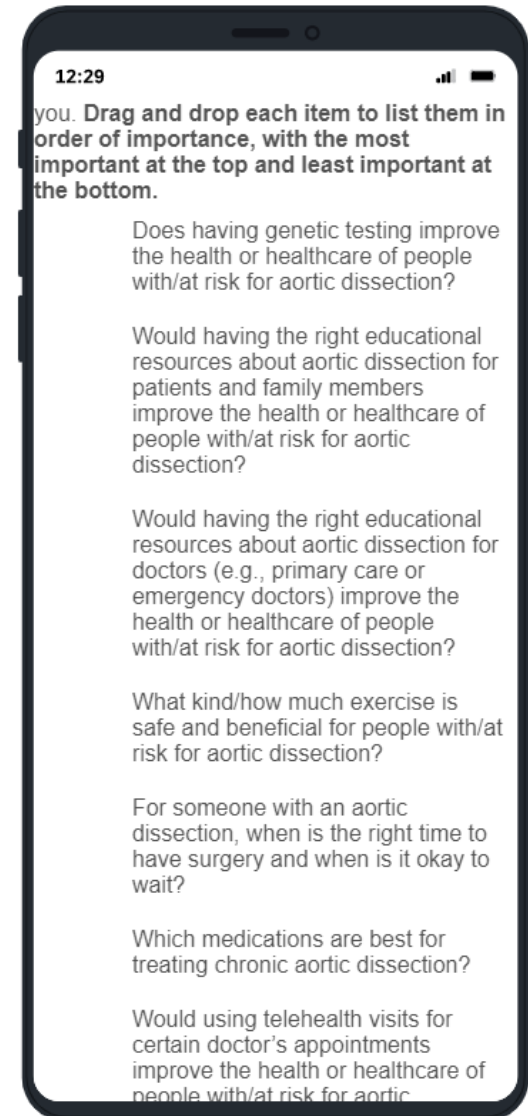 12:29
you. Drag and drop each item to list them in
order of importance, with the most
important at the top and least important at
the bottom.
Does having genetic testing improve
the health or healthcare of people
with/at risk for aortic dissection?
Would having the right educational
resources about aortic dissection for
patients and family members
improve the health or healthcare of
people with/at risk for aortic
dissection?
Would having the right educational
resources about aortic dissection for
doctors (e.g., primary care or
emergency doctors) improve the
health or healthcare of people
with/at risk for aortic dissection?
What kind/how much exercise is
safe and beneficial for people with/at
risk for aortic dissection?
For someone with an aortic
dissection, when is the right time to
have surgery and when is it okay to
wait?
Which medications are best for
treating chronic aortic dissection?
Would using telehealth visits for
certain doctor’s appointments
improve the health or healthcare of
people with/at risk for aortic